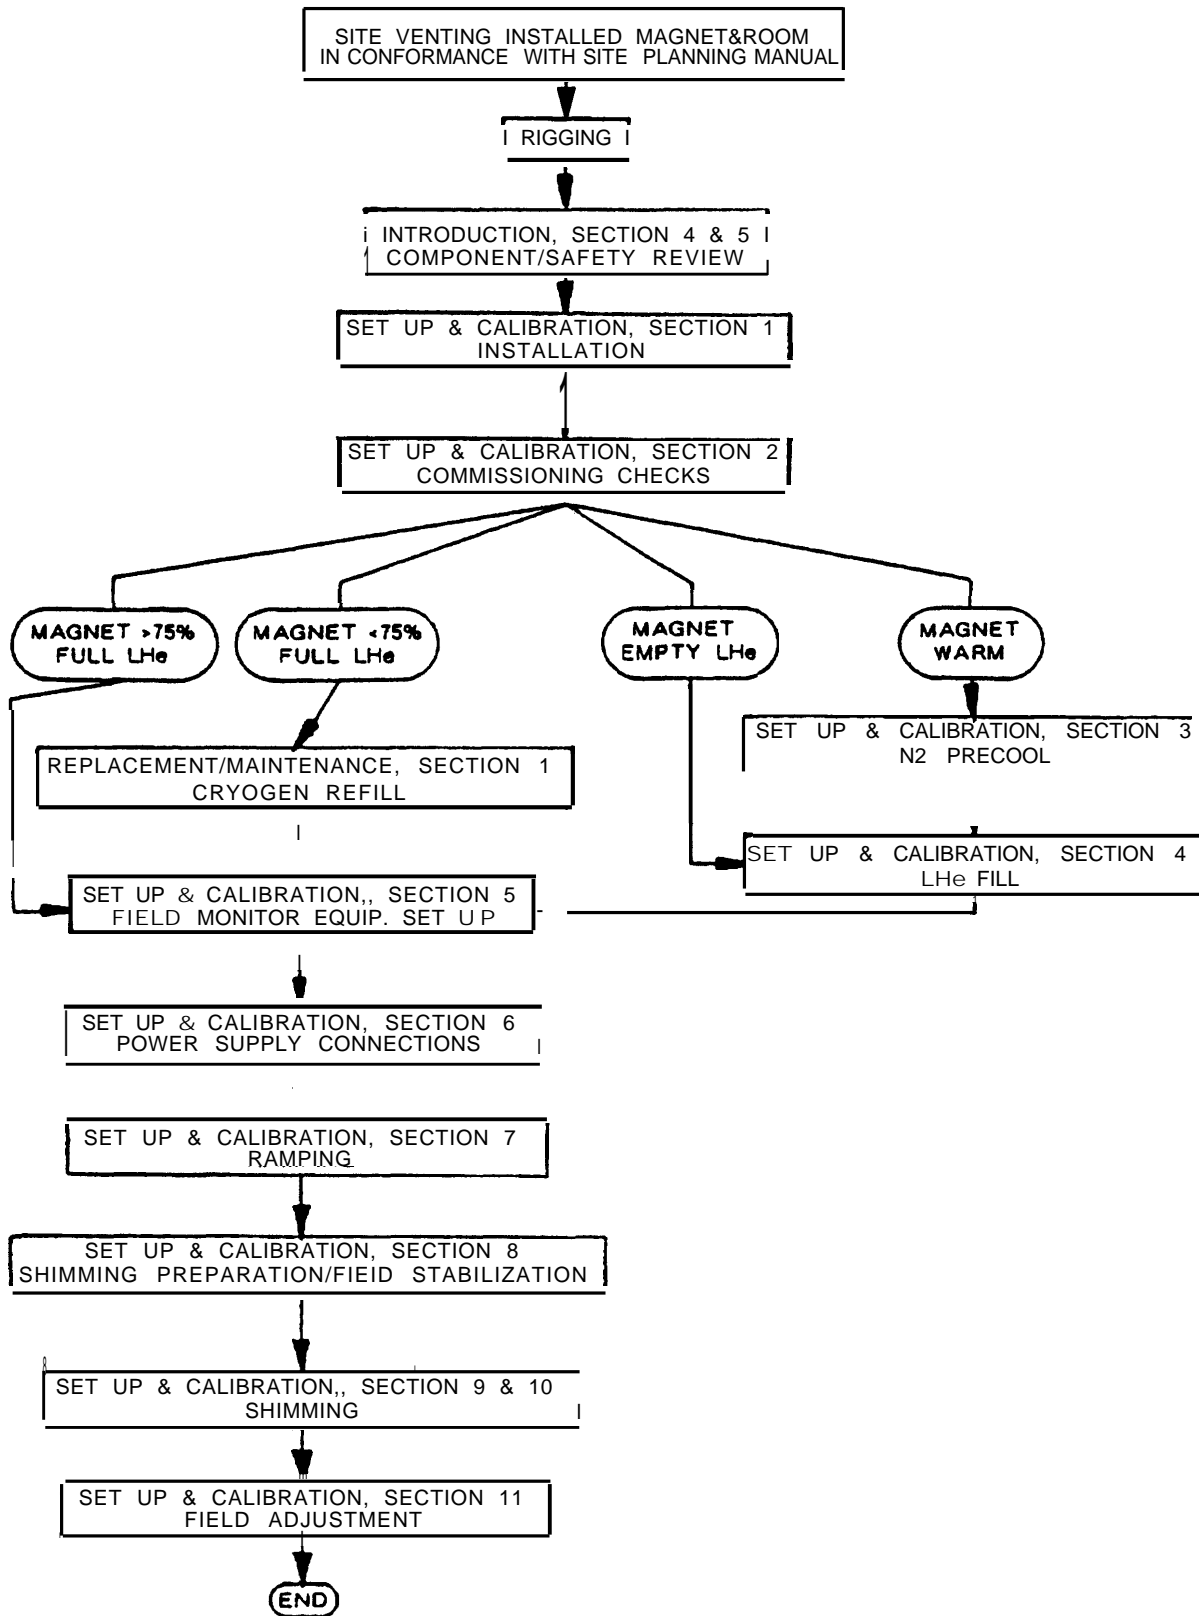 SITE VENTING INSTALLED MAGNET&ROOM
IN CONFORMANCE WITH SITE PLANNING MANUAL
RIGGING
INTRODUCTION, SECTION 4 & 5
COMPONENT/SAFETY REVIEW
SET UP & CALIBRATION, SECTION 1
INSTALLATION
SET UP & CALIBRATION, SECTION 2
COMMISSIONING CHECKS
MAGNET >75%
FULL LHe
MAGNET <75%
FULL LHe
MAGNET
EMPTY LHe
MAGNET
WARM
SET UP & CALIBRATION, SECTION 3
N2 PRECOOL
REPLACEMENT/MAINTENANCE, SECTION 1
CRYOGEN REFILL
SET UP & CALIBRATION, SECTION 4
LHe FILL
SET UP & CALIBRATION,, SECTION 5
FIELD MONITOR EQUIP. SET UP
SET UP & CALIBRATION, SECTION 6
POWER SUPPLY CONNECTIONS
SET UP & CALIBRATION, SECTION 7
RAMPING
SET UP & CALIBRATION, SECTION 8
SHIMMING PREPARATION/FIEID STABILIZATION
SET UP & CALIBRATION,, SECTION 9 & 10
SHIMMING
SET UP & CALIBRATION, SECTION 11
FIELD ADJUSTMENT
END